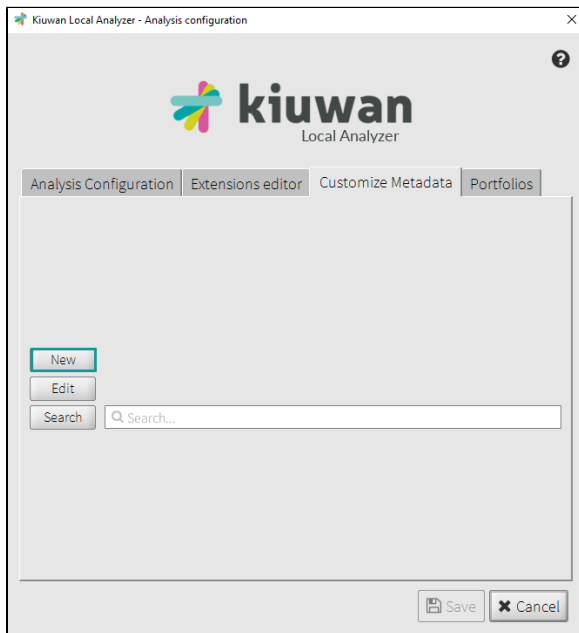 Kiuwan Local Analyzer - Analysis configuration
kiuwan
Local Analyzer
Analysis Configuration Extensions editor Customize Metadata Portfolios
New
Edit
Search Search...
Save Cancel